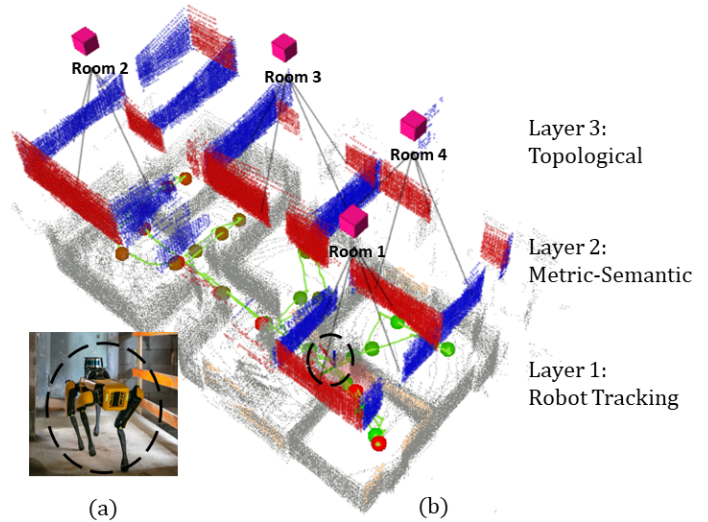 Room 2
Room 3
Room 4
Room 1
Layer 3:
Topological
Layer 2:
Metric-Semantic
Layer 1:
Robot Tracking
(a)
(b)